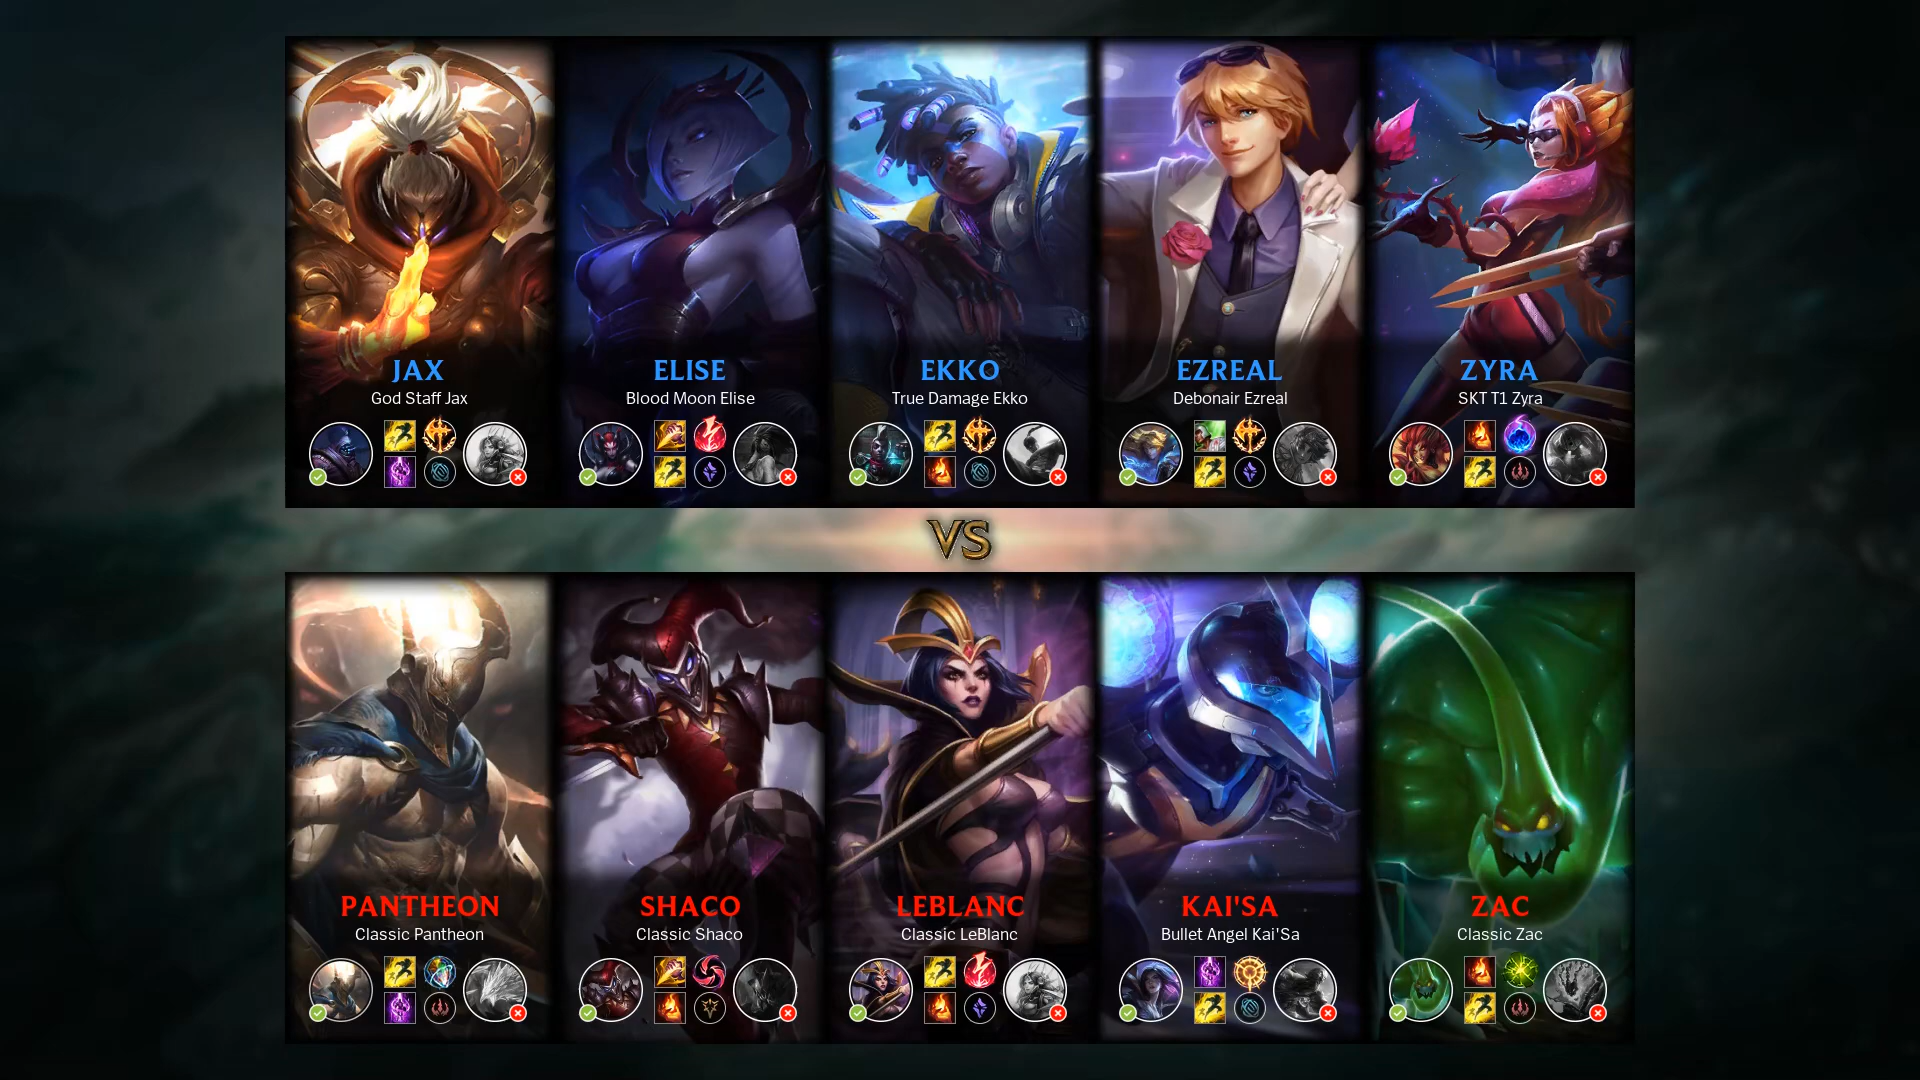 JAX
God Staff Jax
ELISE
Blood Moon Elise
EKKO
True Damage Ekko
EZREAL
Debonair Ezreal
ZYRA
SKT T1 Zyra
VS
PANTHEON
Classic Pantheon
SHACO
Classic Shaco
LEBLANC
Classic LeBlanc
KAI'SA
Bullet Angel Kai'Sa
ZAC
Classic Zac